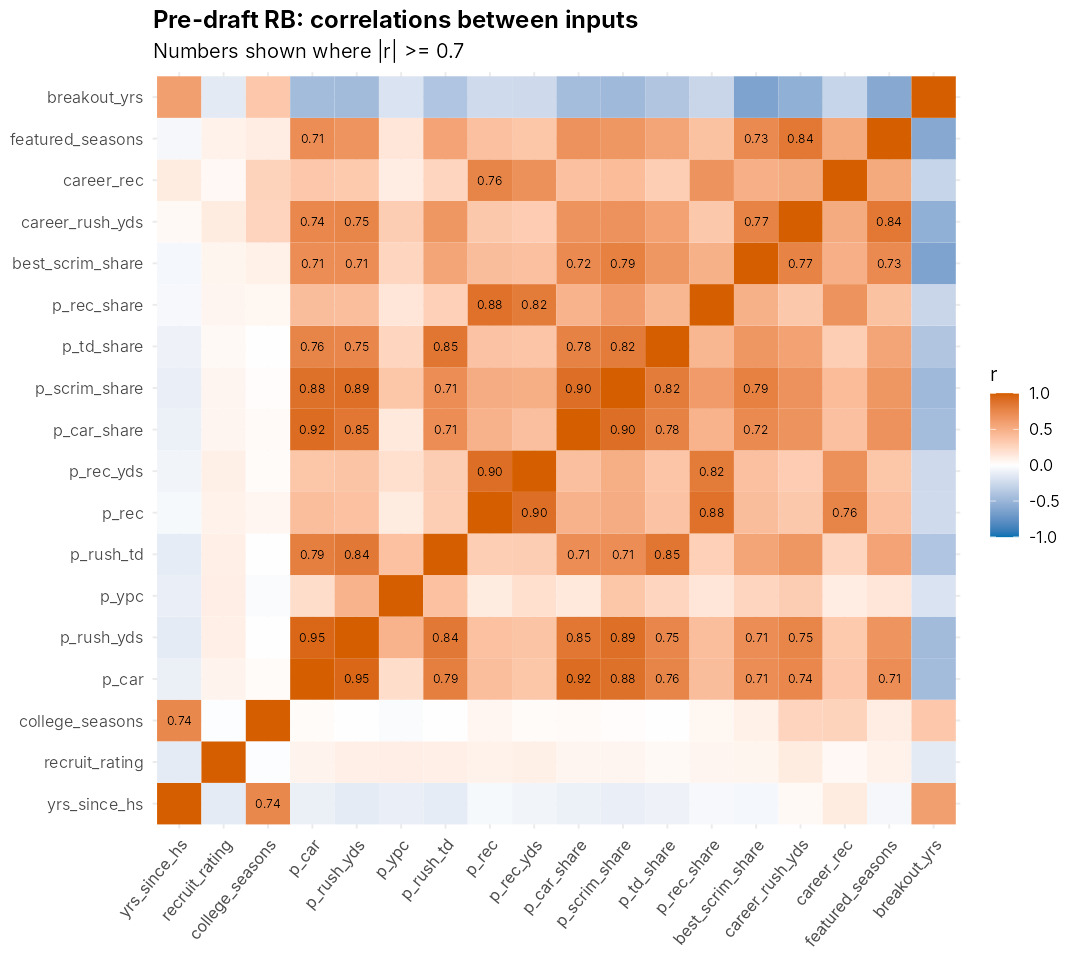 Pre-draft RB: correlations between inputs
Numbers shown where |r| >= 0.7
breakout_yrs
featured_seasons 0.71 0.73 0.84
career_rec 0.76
career_rush_yds 0.74 0.75 0.77 0.84
best_scrim_share 0.71 0.71 0.72 0.79 0.77 0.73
p_rec_share 0.88 0.82
p_td_share 0.76 0.75 0.85 0.78 0.82
p_scrim_share 0.88 0.89 0.71 0.90 0.82 0.79
p_car_share 0.92 0.85 0.71 0.90 0.78 0.72
p_rec_yds 0.90 0.82
p_rec 0.90 0.88 0.76
p_rush_td 0.79 0.84 0.71 0.71 0.85
p_ypc
p_rush_yds 0.95 0.84 0.85 0.89 0.75 0.71 0.75
p_car 0.95 0.79 0.92 0.88 0.76 0.71 0.74 0.71
college_seasons 0.74
recruit_rating
yrs_since_hs 0.74
yrs_since_hs
recruit_rating
college_seasons
p_car
p_rush_yds
p_ypc
p_rush_td
p_rec
p_rec_yds
p_car_share
p_scrim_share
p_td_share
p_rec_share
best_scrim_share
career_rush_yds
career_rec
featured_seasons
breakout_yrs
r
1.0
0.5
0.0
-0.5
-1.0